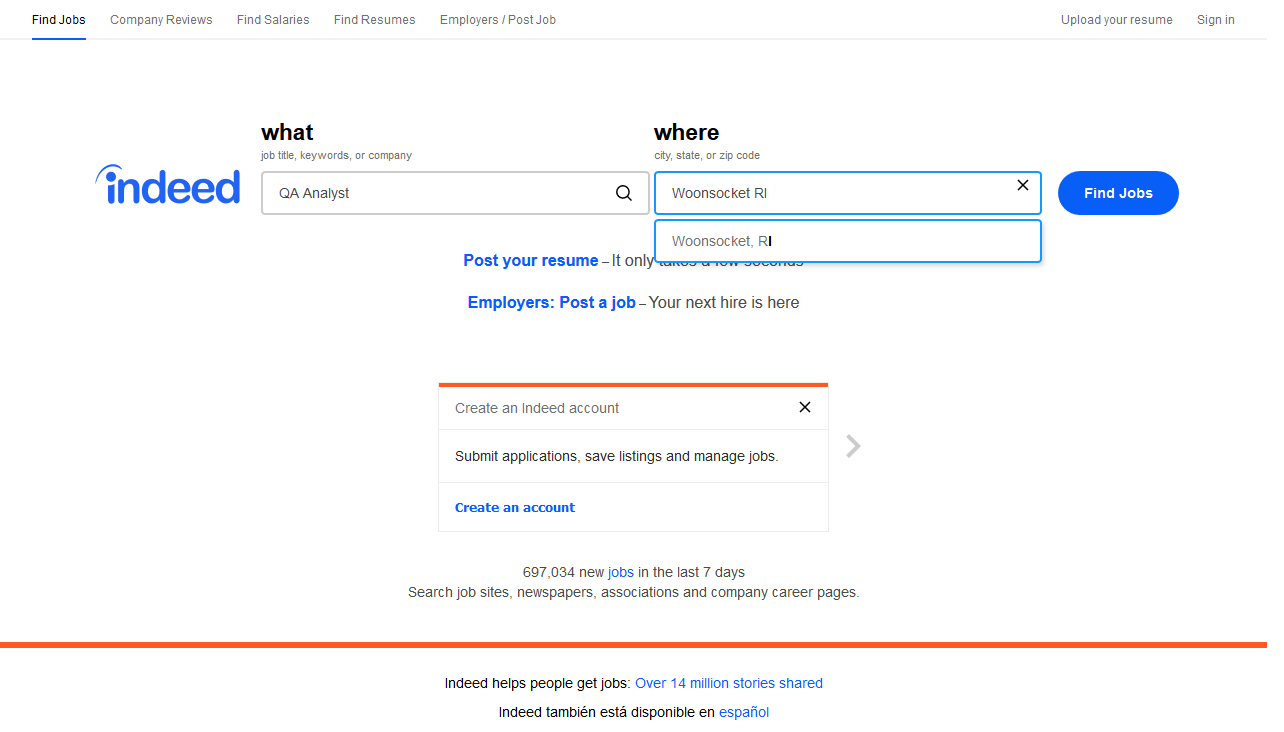 Find Jobs Company Reviews Find Salaries Find Resumes Employers / Post Job Upload your resume Sign in
what where
job title, keywords, or company city, state, or zip code
indeed QA Analyst Woonsocket RI Find Jobs
Woonsocket, RI
Post your resume – It only takes a few seconds
Employers: Post a job – Your next hire is here
Create an Indeed account
Submit applications, save listings and manage jobs.
Create an account
697,034 new jobs in the last 7 days
Search job sites, newspapers, associations and company career pages.
Indeed helps people get jobs: Over 14 million stories shared
Indeed también está disponible en español